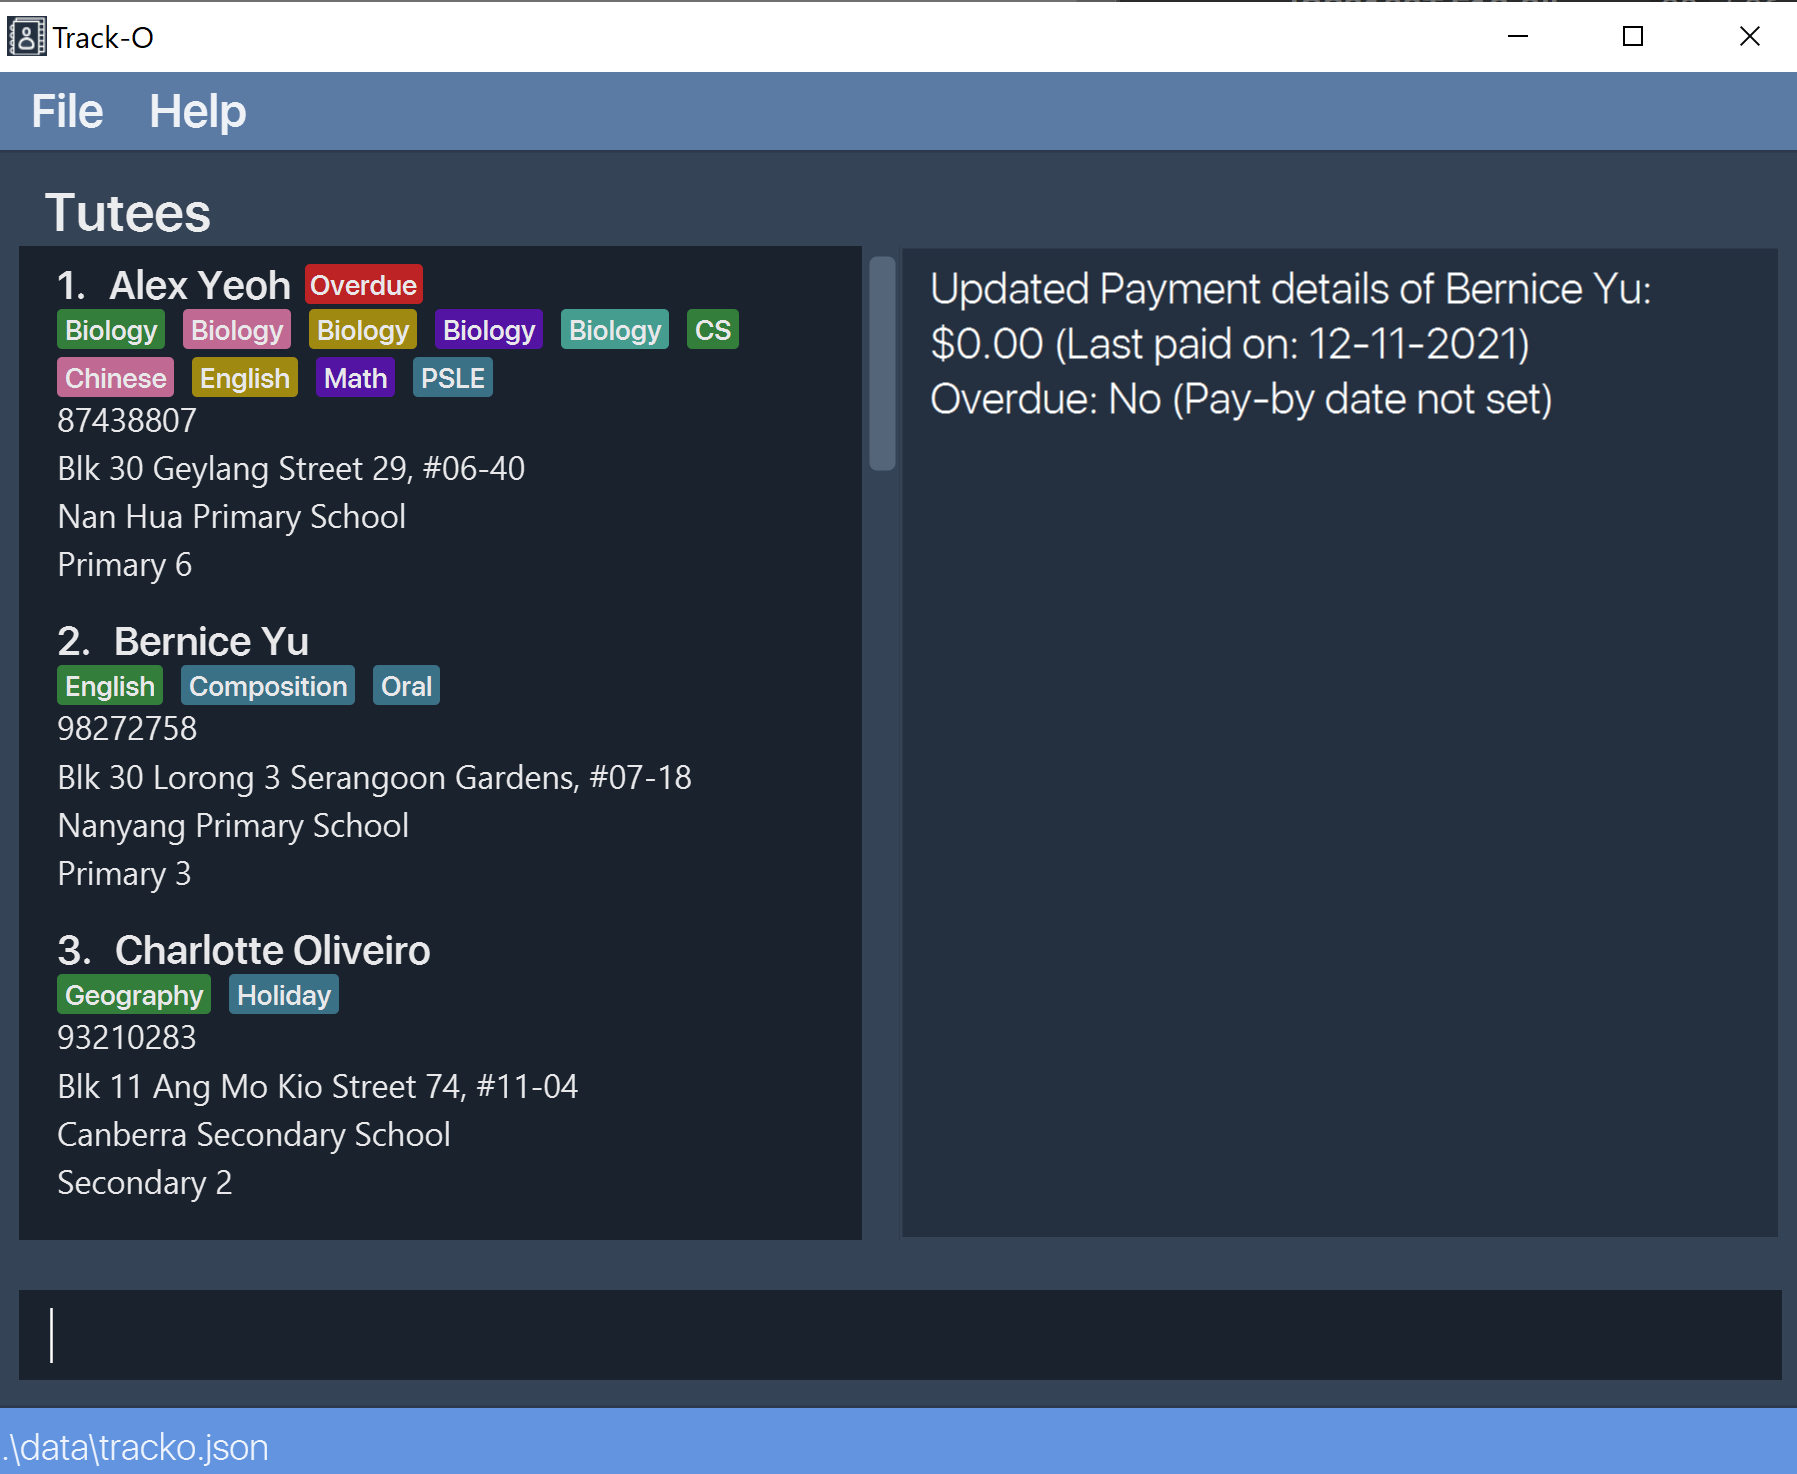 Track-O
File Help
Tutees
1. Alex Yeoh Overdue
Biology Biology Biology Biology Biology CS
Chinese English Math PSLE
87438807
Blk 30 Geylang Street 29, #06-40
Nan Hua Primary School
Primary 6
2. Bernice Yu
English Composition Oral
98272758
Blk 30 Lorong 3 Serangoon Gardens, #07-18
Nanyang Primary School
Primary 3
3. Charlotte Oliveiro
Geography Holiday
93210283
Blk 11 Ang Mo Kio Street 74, #11-04
Canberra Secondary School
Secondary 2
Updated Payment details of Bernice Yu:
$0.00 (Last paid on: 12-11-2021)
Overdue: No (Pay-by date not set)
.\data\tracko.json